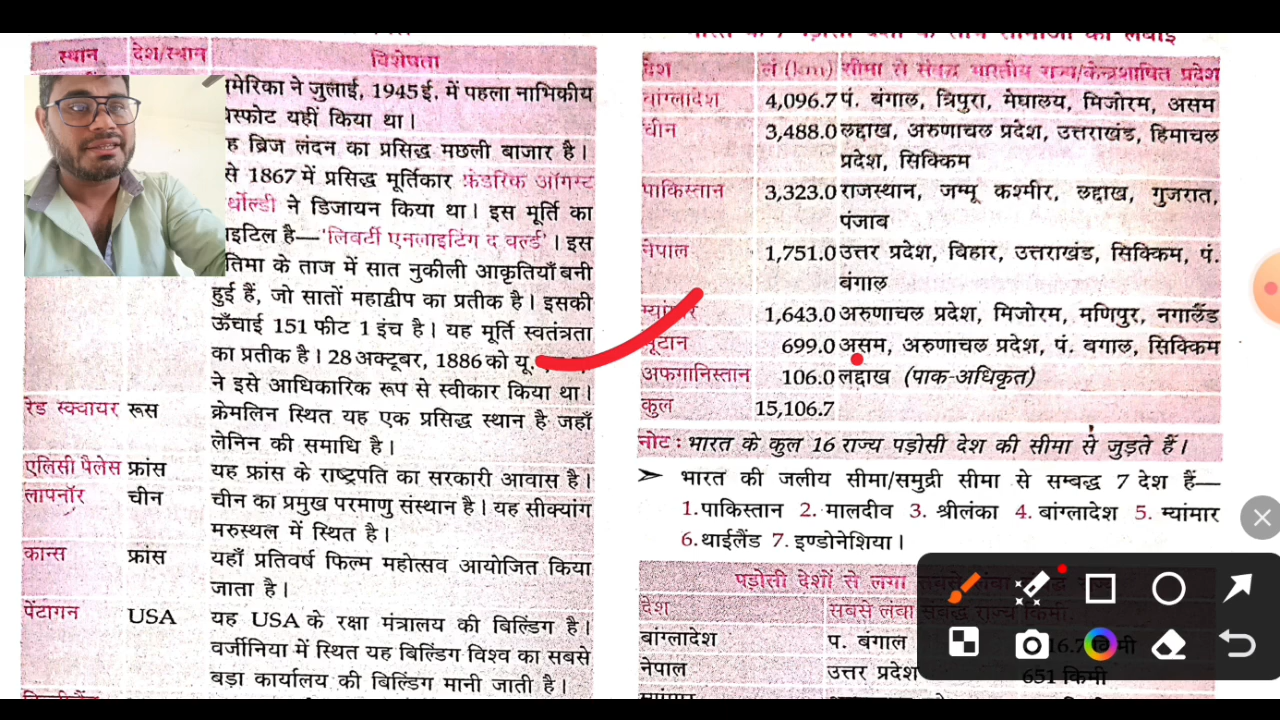 स्थान देश/स्थान विशेषता
मेरिका ने जुलाई, 1945 ई. में पहला नाभिकीय
स्फोट यहीं किया था।
ह ब्रिज लंदन का प्रसिद्ध मछली बाजार है।
से 1867 में प्रसिद्ध मूर्तिकार फ्रेडरिक ऑगस्ट
र्थोल्डी ने डिजायन किया था। इस मूर्ति का
इटिल है—'लिबर्टी एनलाइटिंग द वर्ल्ड'। इस
तिमा के ताज में सात नुकीली आकृतियाँ बनी
हुई हैं, जो सातों महाद्वीप का प्रतीक है। इसकी
ऊँचाई 151 फीट 1 इंच है। यह मूर्ति स्वतंत्रता
का प्रतीक है। 28 अक्टूबर, 1886 को यू.
ने इसे आधिकारिक रूप से स्वीकार किया था।
रेड स्क्वायर रूस क्रेमलिन स्थित यह एक प्रसिद्ध स्थान है जहाँ
लेनिन की समाधि है।
एलिसी पैलेस फ्रांस यह फ्रांस के राष्ट्रपति का सरकारी आवास है।
लापनॉर चीन चीन का प्रमुख परमाणु संस्थान है। यह सीक्यांग
मरुस्थल में स्थित है।
कान्स फ्रांस यहाँ प्रतिवर्ष फिल्म महोत्सव आयोजित किया
जाता है।
पेंटागन USA यह USA के रक्षा मंत्रालय की बिल्डिंग है।
वर्जीनिया में स्थित यह बिल्डिंग विश्व का सबसे
बड़ा कार्यालय की बिल्डिंग मानी जाती है।
भारत के 7 पड़ोसी देशों के साथ सीमाओं की लंबाई
देश लं (km) सीमा से संबद्ध भारतीय राज्य/केन्द्रशाषित प्रदेश
बांग्लादेश 4,096.7 पं. बंगाल, त्रिपुरा, मेघालय, मिजोरम, असम
चीन 3,488.0 लद्दाख, अरुणाचल प्रदेश, उत्तराखंड, हिमाचल
प्रदेश, सिक्किम
पाकिस्तान 3,323.0 राजस्थान, जम्मू कश्मीर, लद्दाख, गुजरात,
पंजाब
नेपाल 1,751.0 उत्तर प्रदेश, बिहार, उत्तराखंड, सिक्किम, पं.
बंगाल
म्यांमार 1,643.0 अरुणाचल प्रदेश, मिजोरम, मणिपुर, नगालैंड
भूटान 699.0 असम, अरुणाचल प्रदेश, पं. बगाल, सिक्किम
अफगानिस्तान 106.0 लद्दाख (पाक-अधिकृत)
कुल 15,106.7
नोट : भारत के कुल 16 राज्य पड़ोसी देश की सीमा से जुड़ते हैं।
➢ भारत की जलीय सीमा/समुद्री सीमा से सम्बद्ध 7 देश हैं—
1. पाकिस्तान 2. मालदीव 3. श्रीलंका 4. बांग्लादेश 5. म्यांमार
6. थाईलैंड 7. इण्डोनेशिया।
पड़ोसी देशों से लगा सबसे लंबा
देश सबसे लंबा संबद्ध राज्य किमी.
बांग्लादेश प. बंगाल
नेपाल उत्तर प्रदेश 651 किमी